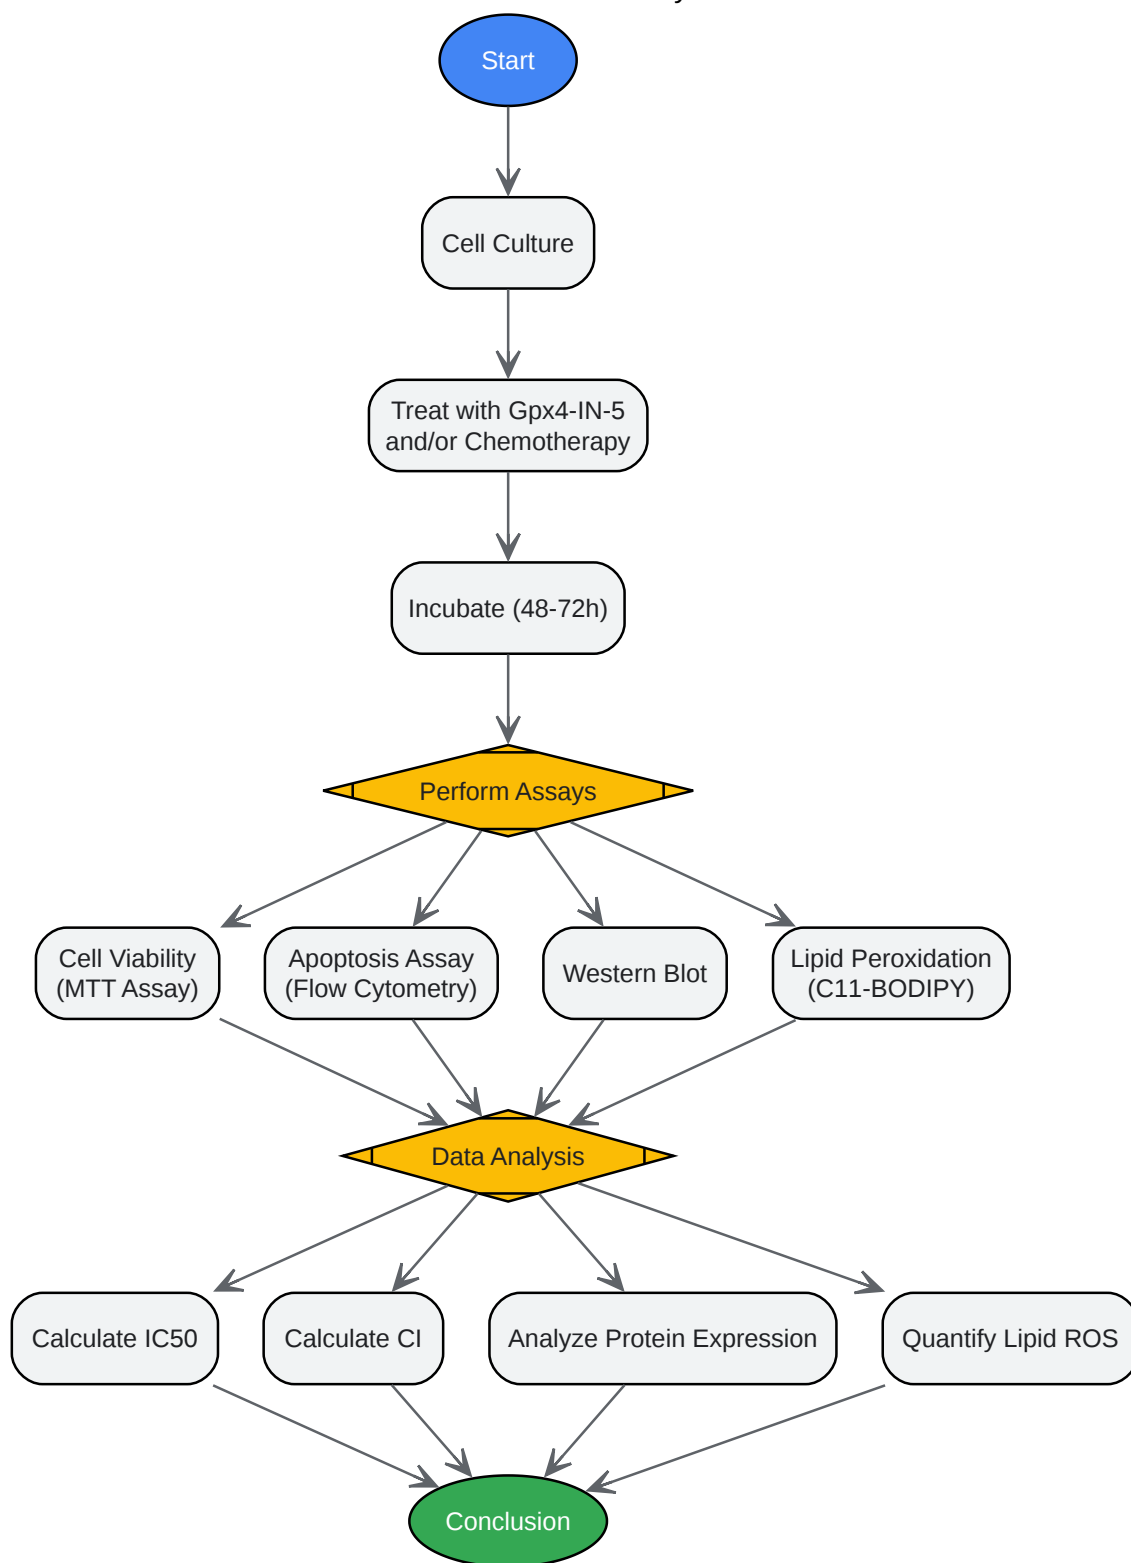 Start
Cell Culture
Treat with Gpx4-IN-5
and/or Chemotherapy
Incubate (48-72h)
Perform Assays
Cell Viability
(MTT Assay)
Apoptosis Assay
(Flow Cytometry)
Western Blot
Lipid Peroxidation
(C11-BODIPY)
Data Analysis
Calculate IC50
Calculate CI
Analyze Protein Expression
Quantify Lipid ROS
Conclusion